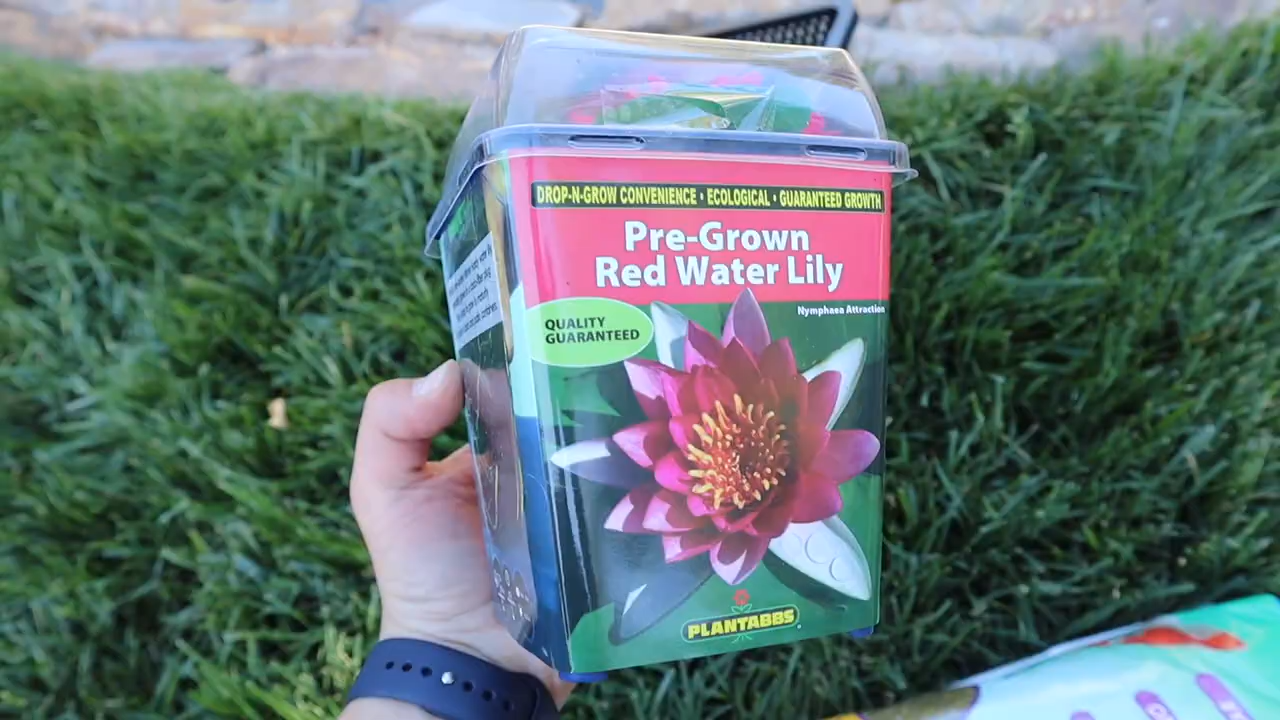 DROP-N-GROW CONVENIENCE • ECOLOGICAL • GUARANTEED GROWTH
Pre-Grown
Red Water Lily
Nymphaea Attraction
QUALITY
GUARANTEED
PLANTABBS